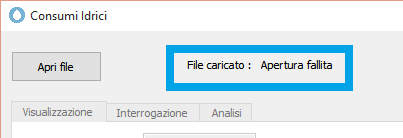 Consumi Idrici
Apri file
File caricato : Apertura fallita
Visualizzazione Interrogazione Analisi